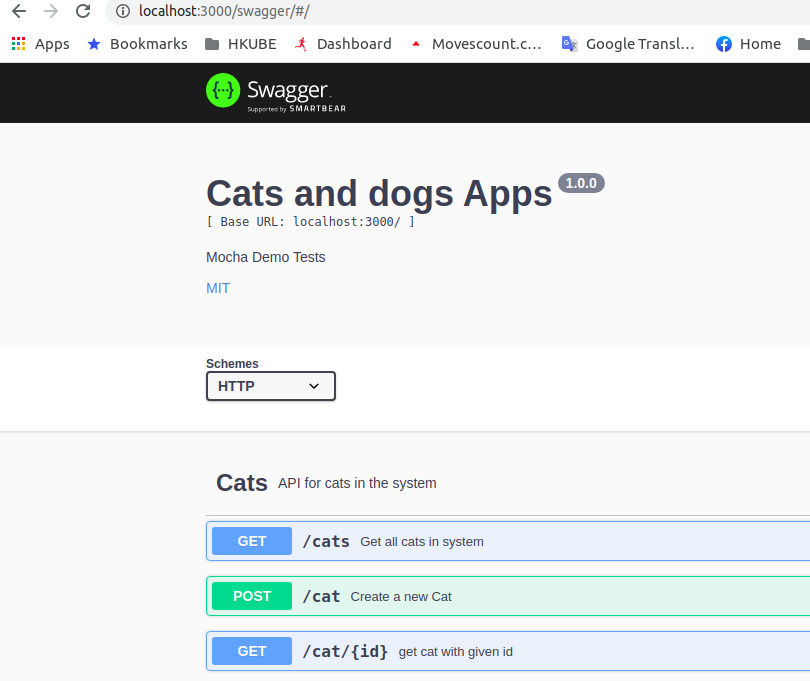 localhost:3000/swagger/#/
Apps Bookmarks HKUBE Dashboard Movescount.c... Google Transl... Home
{··} Swagger
Supported by SMARTBEAR
Cats and dogs Apps 1.0.0
[ Base URL: localhost:3000/ ]
Mocha Demo Tests
MIT
Schemes
HTTP
Cats API for cats in the system
GET /cats Get all cats in system
POST /cat Create a new Cat
GET /cat/{id} get cat with given id